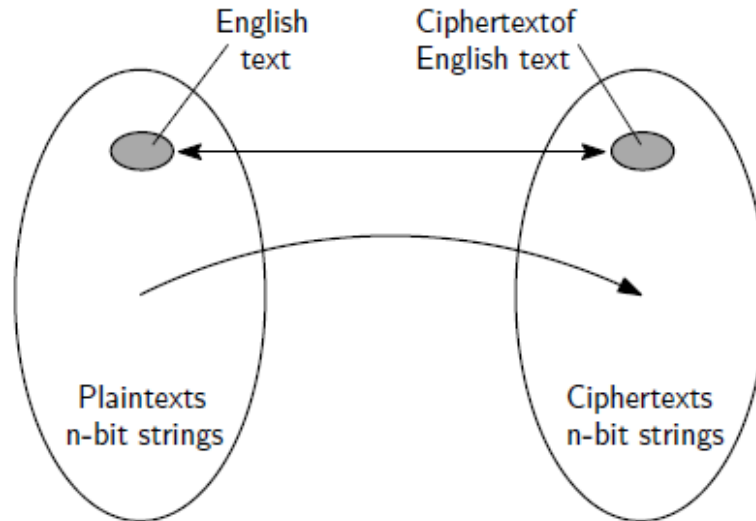 English
text
Ciphertextof
English text
Plaintexts
n-bit strings
Ciphertexts
n-bit strings